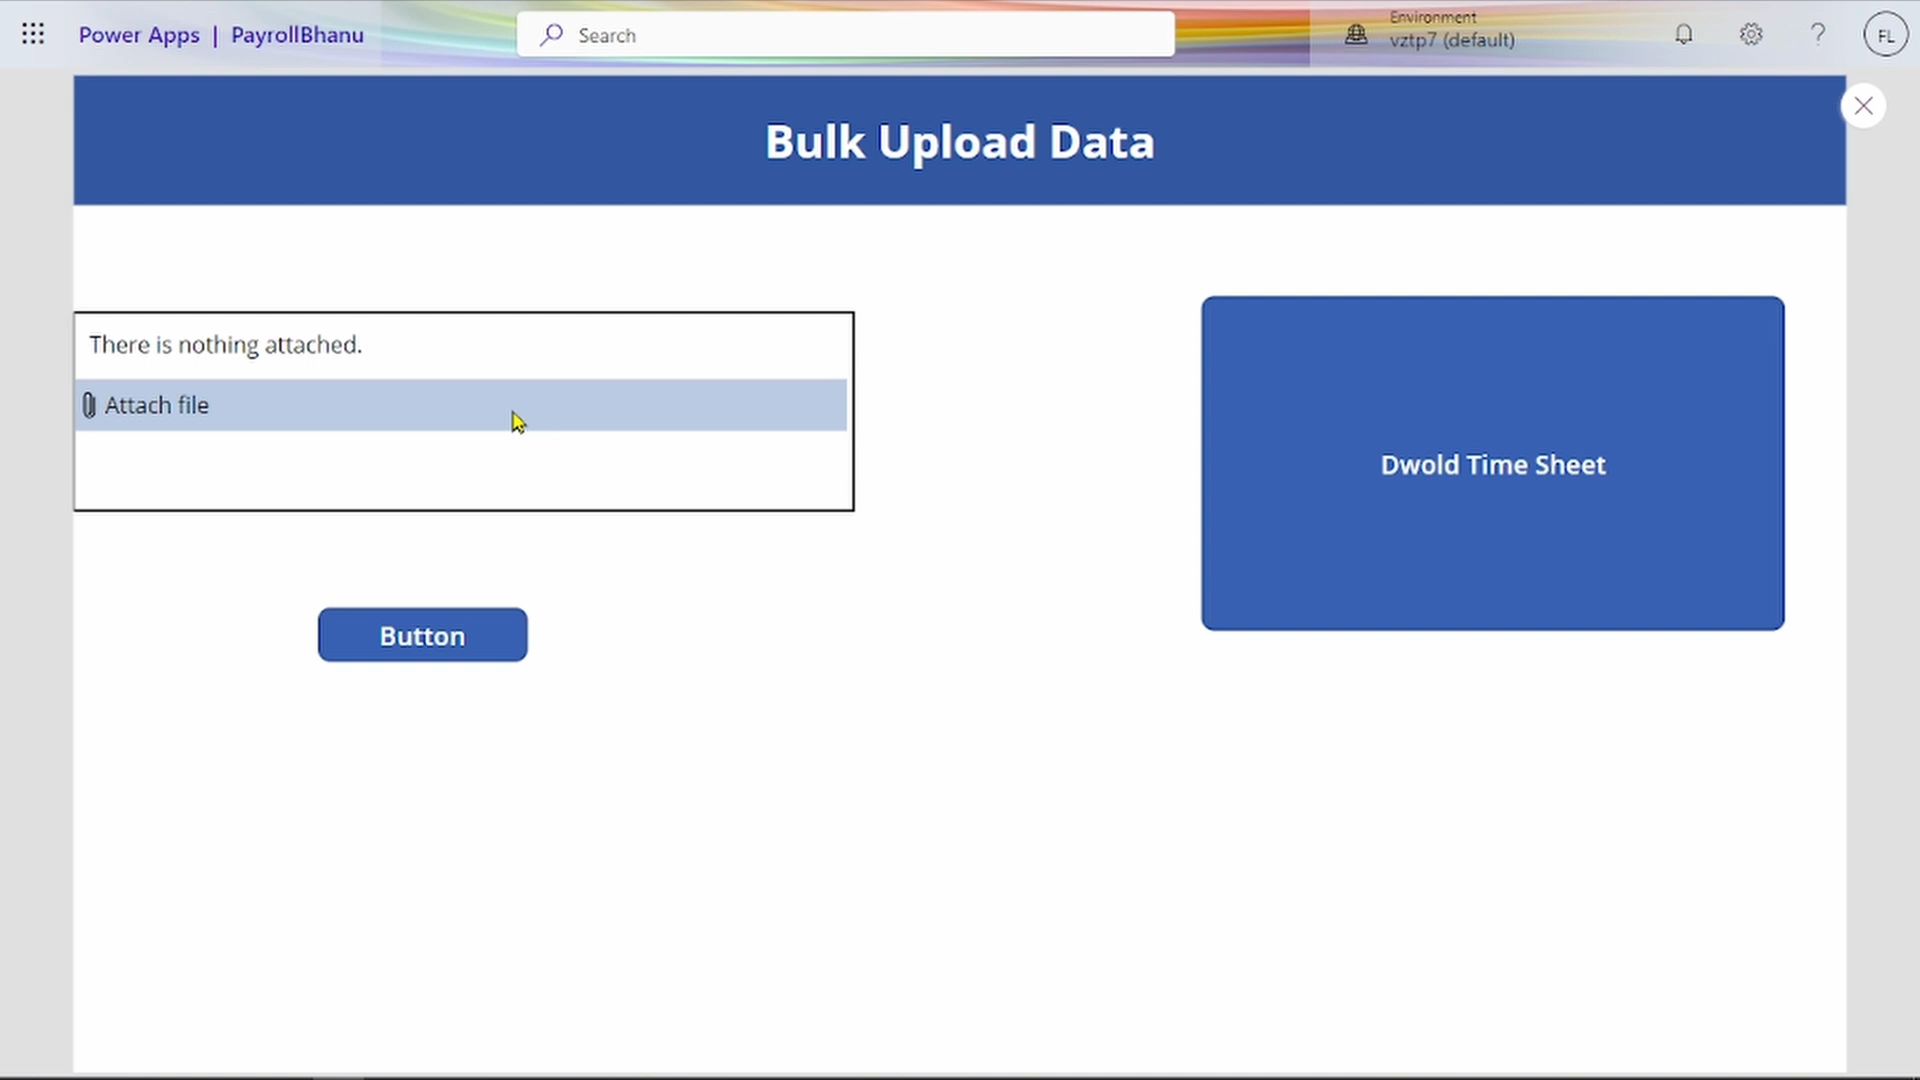 Power Apps | PayrollBhanu
Search
Environment
vztp7 (default)
?
FL
Bulk Upload Data
There is nothing attached.
Attach file
Dwold Time Sheet
Button